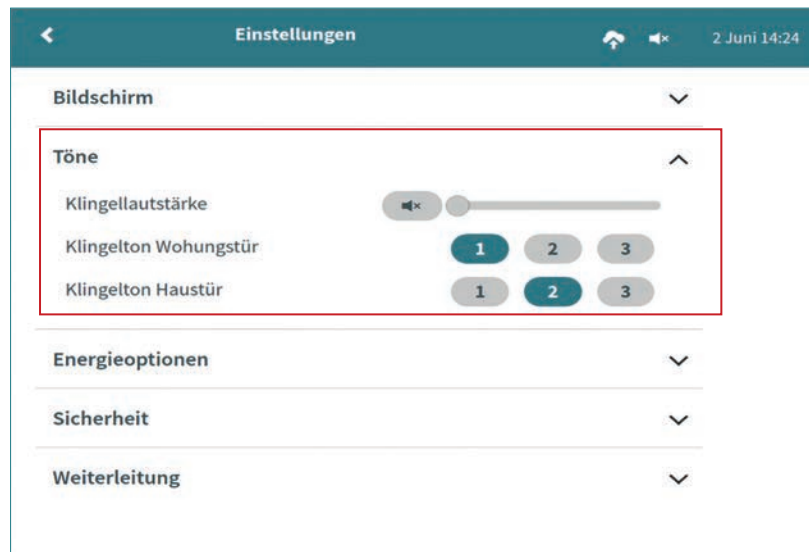 Einstellungen 2 Juni 14:24
Bildschirm
Töne
Klingellautstärke
Klingelton Wohungstür 1 2 3
Klingelton Haustür 1 2 3
Energieoptionen
Sicherheit
Weiterleitung